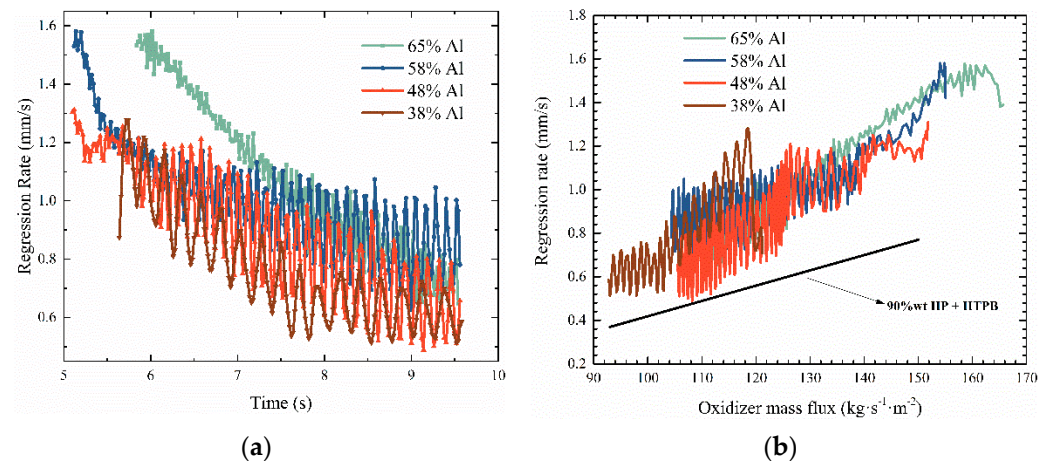 (a)
65% Al
58% Al
48% Al
38% Al
Regression Rate (mm/s)
1.6
1.4
1.2
1.0
0.8
0.6
5
6
7
8
9
10
Time (s)
(a)
(b)
65% Al
58% Al
48% Al
38% Al
Regression rate (mm/s)
1.8
1.6
1.4
1.2
1.0
0.8
0.6
0.4
0.2
90%wt HP + HTPB
90
100
110
120
130
140
150
160
170
Oxidizer mass flux (kg·s⁻¹·m⁻²)
(b)